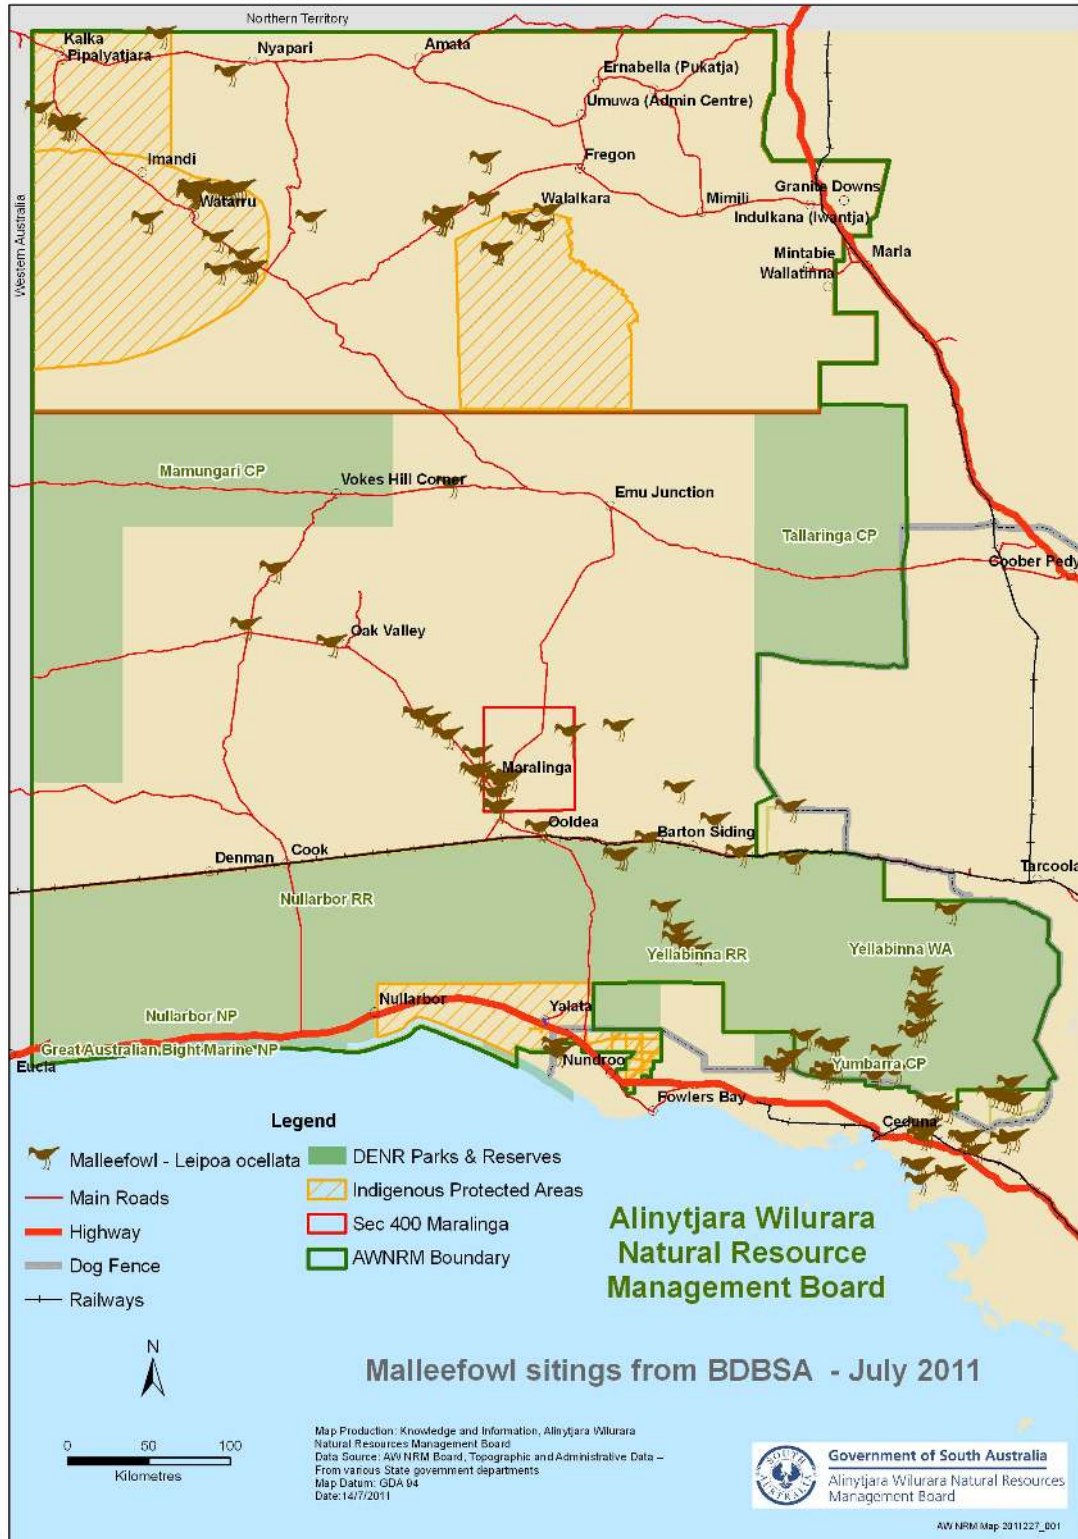 Northern Territory
Kalka
Pipalyatjara
Nyapari
Amata
Ernabella (Pukatja)
Umuwa (Admin Centre)
Imandi
Fregon
Watarru
Walalkara
Mimili
Granite Downs
Indulkana (Iwantja)
Mintabie
Marla
Wallatinna
Western Australia
Mamungari CP
Vokes Hill Corner
Emu Junction
Tallaringa CP
Coober Pedy
Oak Valley
Maralinga
Ooldea
Barton Siding
Denman
Cook
Tarcoola
Nullarbor RR
Yellabinna RR
Yellabinna WA
Nullarbor
Yalata
Nullarbor NP
Great Australian Bight Marine NP
Eucla
Nundroo
Yumbarra CP
Fowlers Bay
Ceduna
Legend
Malleefowl - Leipoa ocellata
Main Roads
Highway
Dog Fence
Railways
DENR Parks & Reserves
Indigenous Protected Areas
Sec 400 Maralinga
AWNRM Boundary
Alinytjara Wilurara
Natural Resource
Management Board
N
Malleefowl sitings from BDBSA - July 2011
0 50 100
Kilometres
Map Production: Knowledge and Information, Alinytjara Wilurara
Natural Resources Management Board
Data Source: AW NRM Board, Topographic and Administrative Data –
From various State government departments
Map Datum: GDA 94
Date:14/7/2011
SOUTH AUSTRALIA
Government of South Australia
Alinytjara Wilurara Natural Resources
Management Board
AW NRM Map 2011227_001